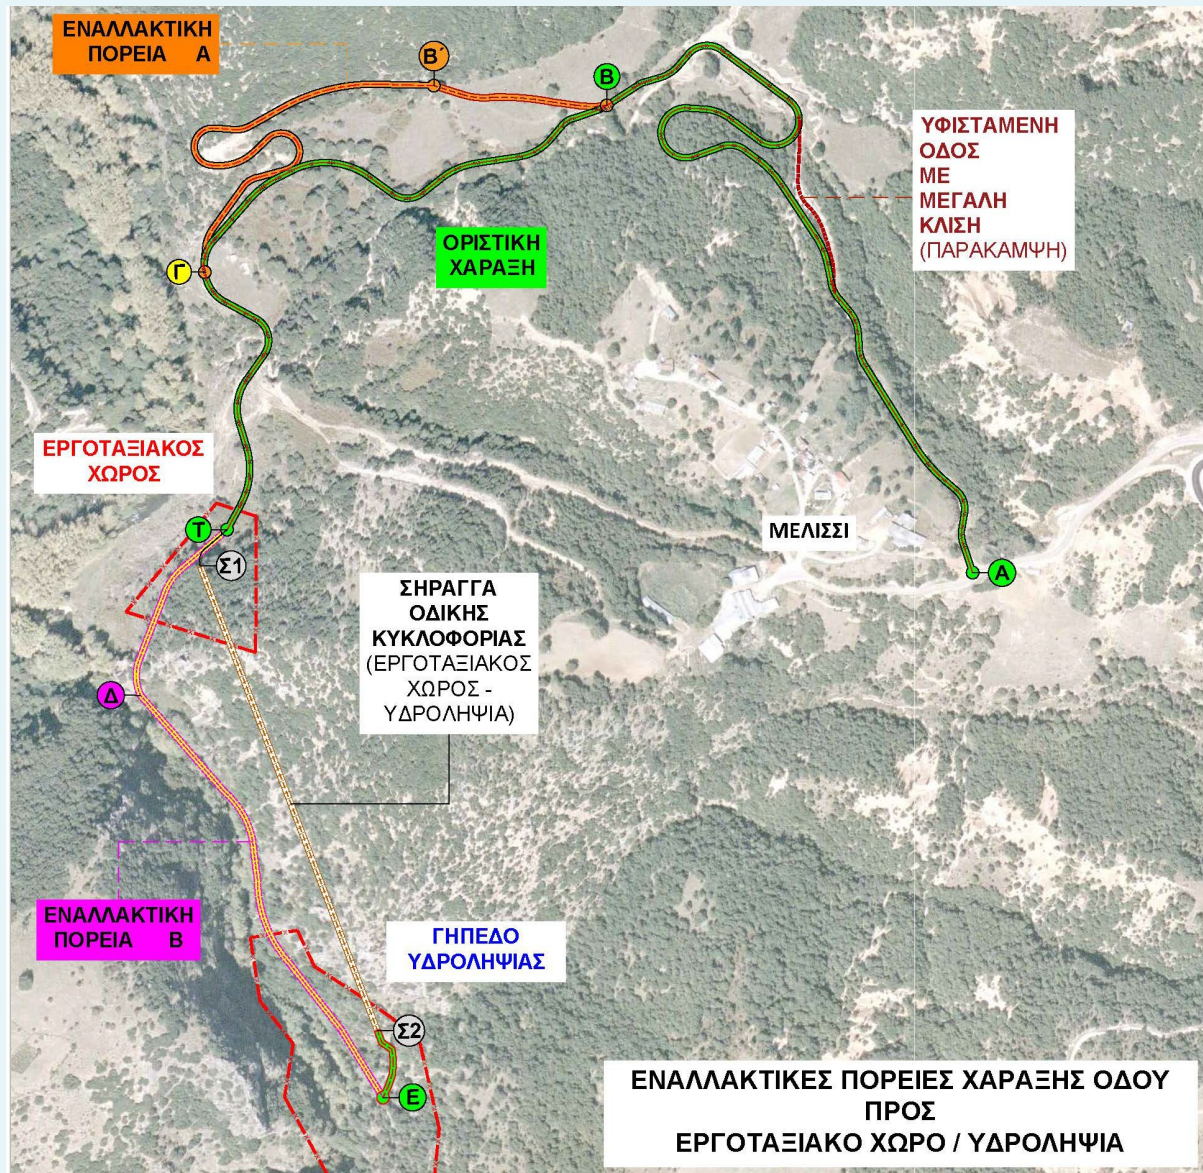 ΕΝΑΛΛΑΚΤΙΚΗ
ΠΟΡΕΙΑ Α
Β΄
Β
ΥΦΙΣΤΑΜΕΝΗ
ΟΔΟΣ
ΜΕ
ΜΕΓΑΛΗ
ΚΛΙΣΗ
(ΠΑΡΑΚΑΜΨΗ)
ΟΡΙΣΤΙΚΗ
ΧΑΡΑΞΗ
Γ
ΕΡΓΟΤΑΞΙΑΚΟΣ
ΧΩΡΟΣ
Τ
Σ1
ΜΕΛΙΣΣΙ
Α
ΣΗΡΑΓΓΑ
ΟΔΙΚΗΣ
ΚΥΚΛΟΦΟΡΙΑΣ
(ΕΡΓΟΤΑΞΙΑΚΟΣ
ΧΩΡΟΣ -
ΥΔΡΟΛΗΨΙΑ)
Δ
ΕΝΑΛΛΑΚΤΙΚΗ
ΠΟΡΕΙΑ Β
ΓΗΠΕΔΟ
ΥΔΡΟΛΗΨΙΑΣ
Σ2
Ε
ΕΝΑΛΛΑΚΤΙΚΕΣ ΠΟΡΕΙΕΣ ΧΑΡΑΞΗΣ ΟΔΟΥ
ΠΡΟΣ
ΕΡΓΟΤΑΞΙΑΚΟ ΧΩΡΟ / ΥΔΡΟΛΗΨΙΑ